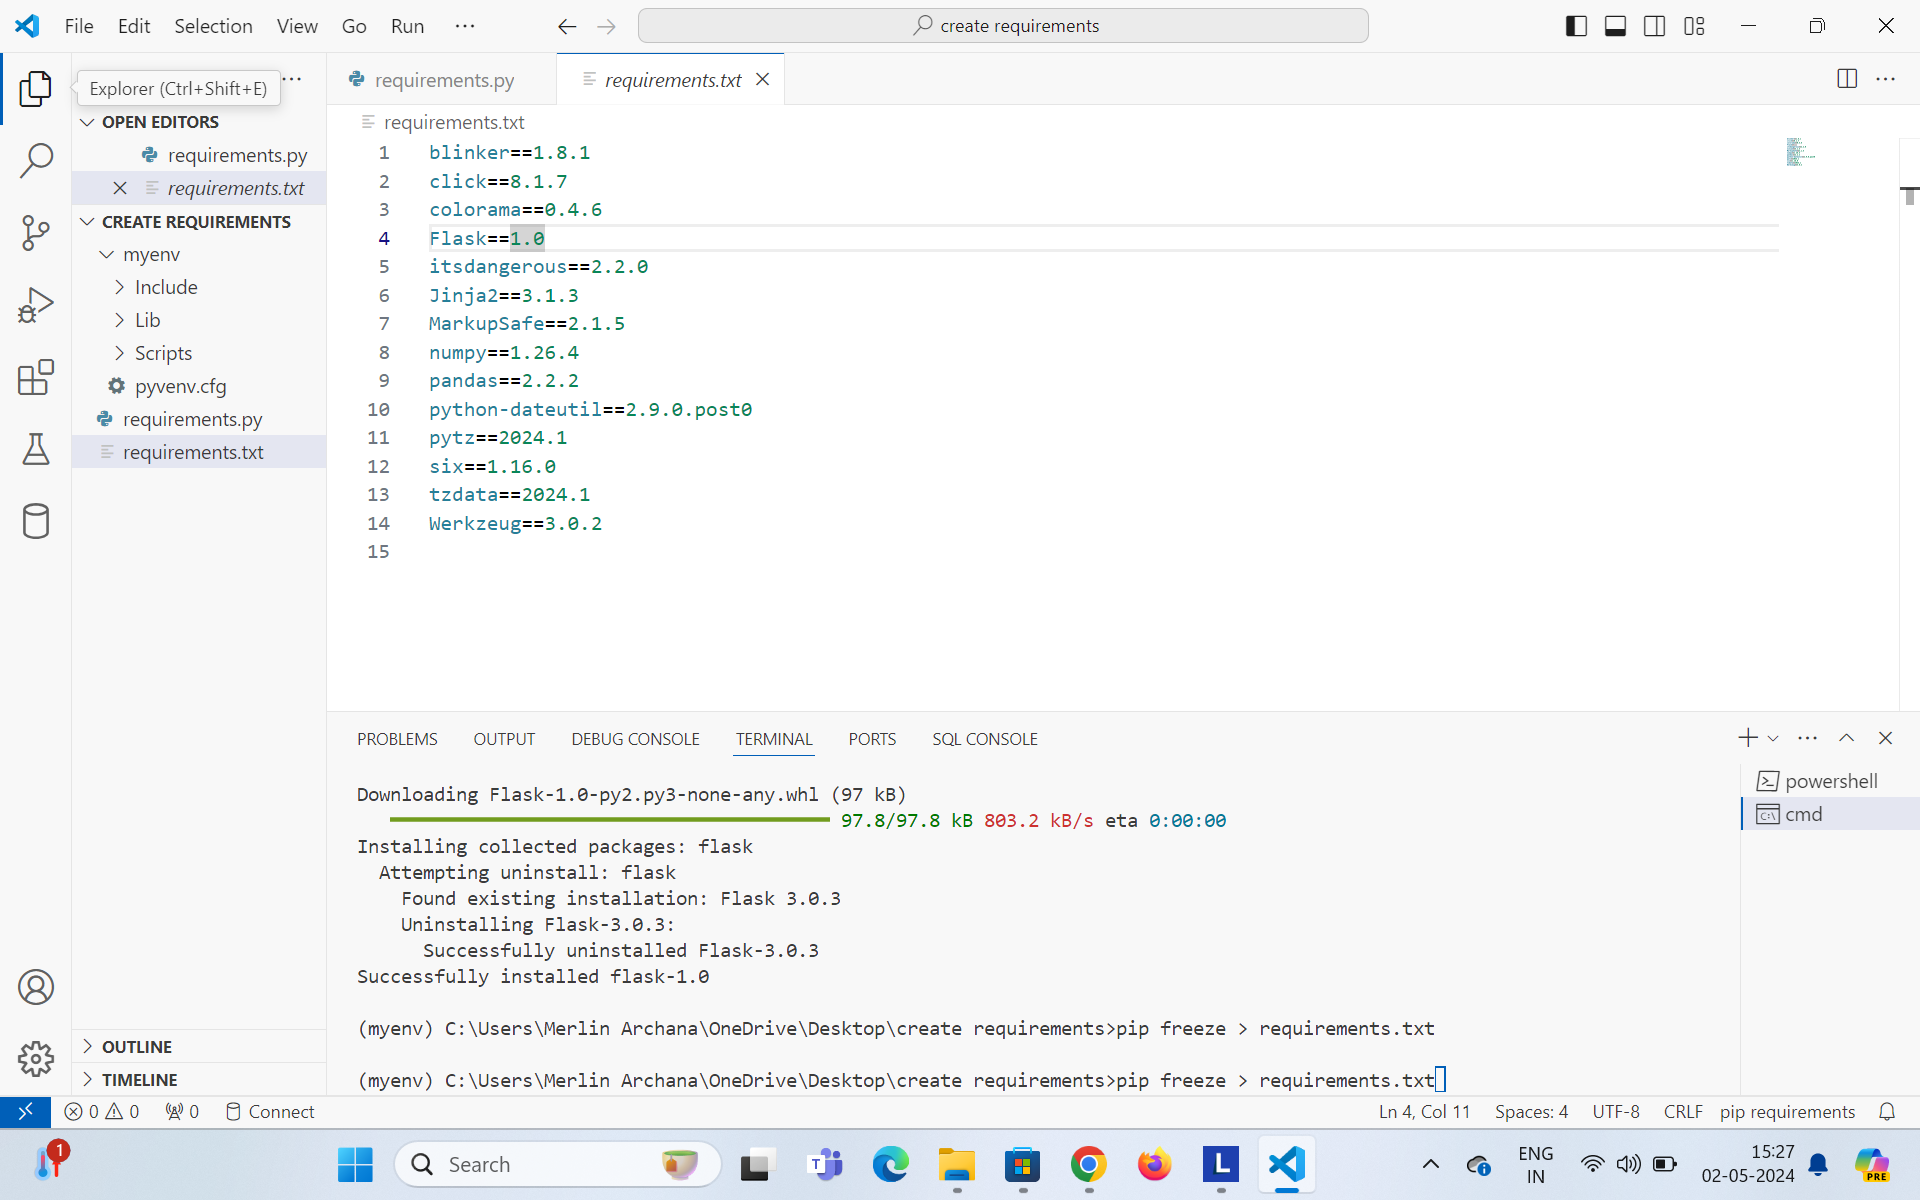 File Edit Selection View Go Run ···
create requirements
Explorer (Ctrl+Shift+E)
OPEN EDITORS
requirements.py
requirements.txt
CREATE REQUIREMENTS
myenv
Include
Lib
Scripts
pyvenv.cfg
requirements.py
requirements.txt
OUTLINE
TIMELINE
requirements.py requirements.txt
requirements.txt
1 blinker==1.8.1
2 click==8.1.7
3 colorama==0.4.6
4 Flask==1.0
5 itsdangerous==2.2.0
6 Jinja2==3.1.3
7 MarkupSafe==2.1.5
8 numpy==1.26.4
9 pandas==2.2.2
10 python-dateutil==2.9.0.post0
11 pytz==2024.1
12 six==1.16.0
13 tzdata==2024.1
14 Werkzeug==3.0.2
15
PROBLEMS OUTPUT DEBUG CONSOLE TERMINAL PORTS SQL CONSOLE
Downloading Flask-1.0-py2.py3-none-any.whl (97 kB)
97.8/97.8 kB 803.2 kB/s eta 0:00:00
Installing collected packages: flask
Attempting uninstall: flask
Found existing installation: Flask 3.0.3
Uninstalling Flask-3.0.3:
Successfully uninstalled Flask-3.0.3
Successfully installed flask-1.0
(myenv) C:\Users\Merlin Archana\OneDrive\Desktop\create requirements>pip freeze > requirements.txt
(myenv) C:\Users\Merlin Archana\OneDrive\Desktop\create requirements>pip freeze > requirements.txt
powershell
cmd
0 0 0 Connect Ln 4, Col 11 Spaces: 4 UTF-8 CRLF pip requirements
1 Search ENG IN 15:27 02-05-2024 PRE